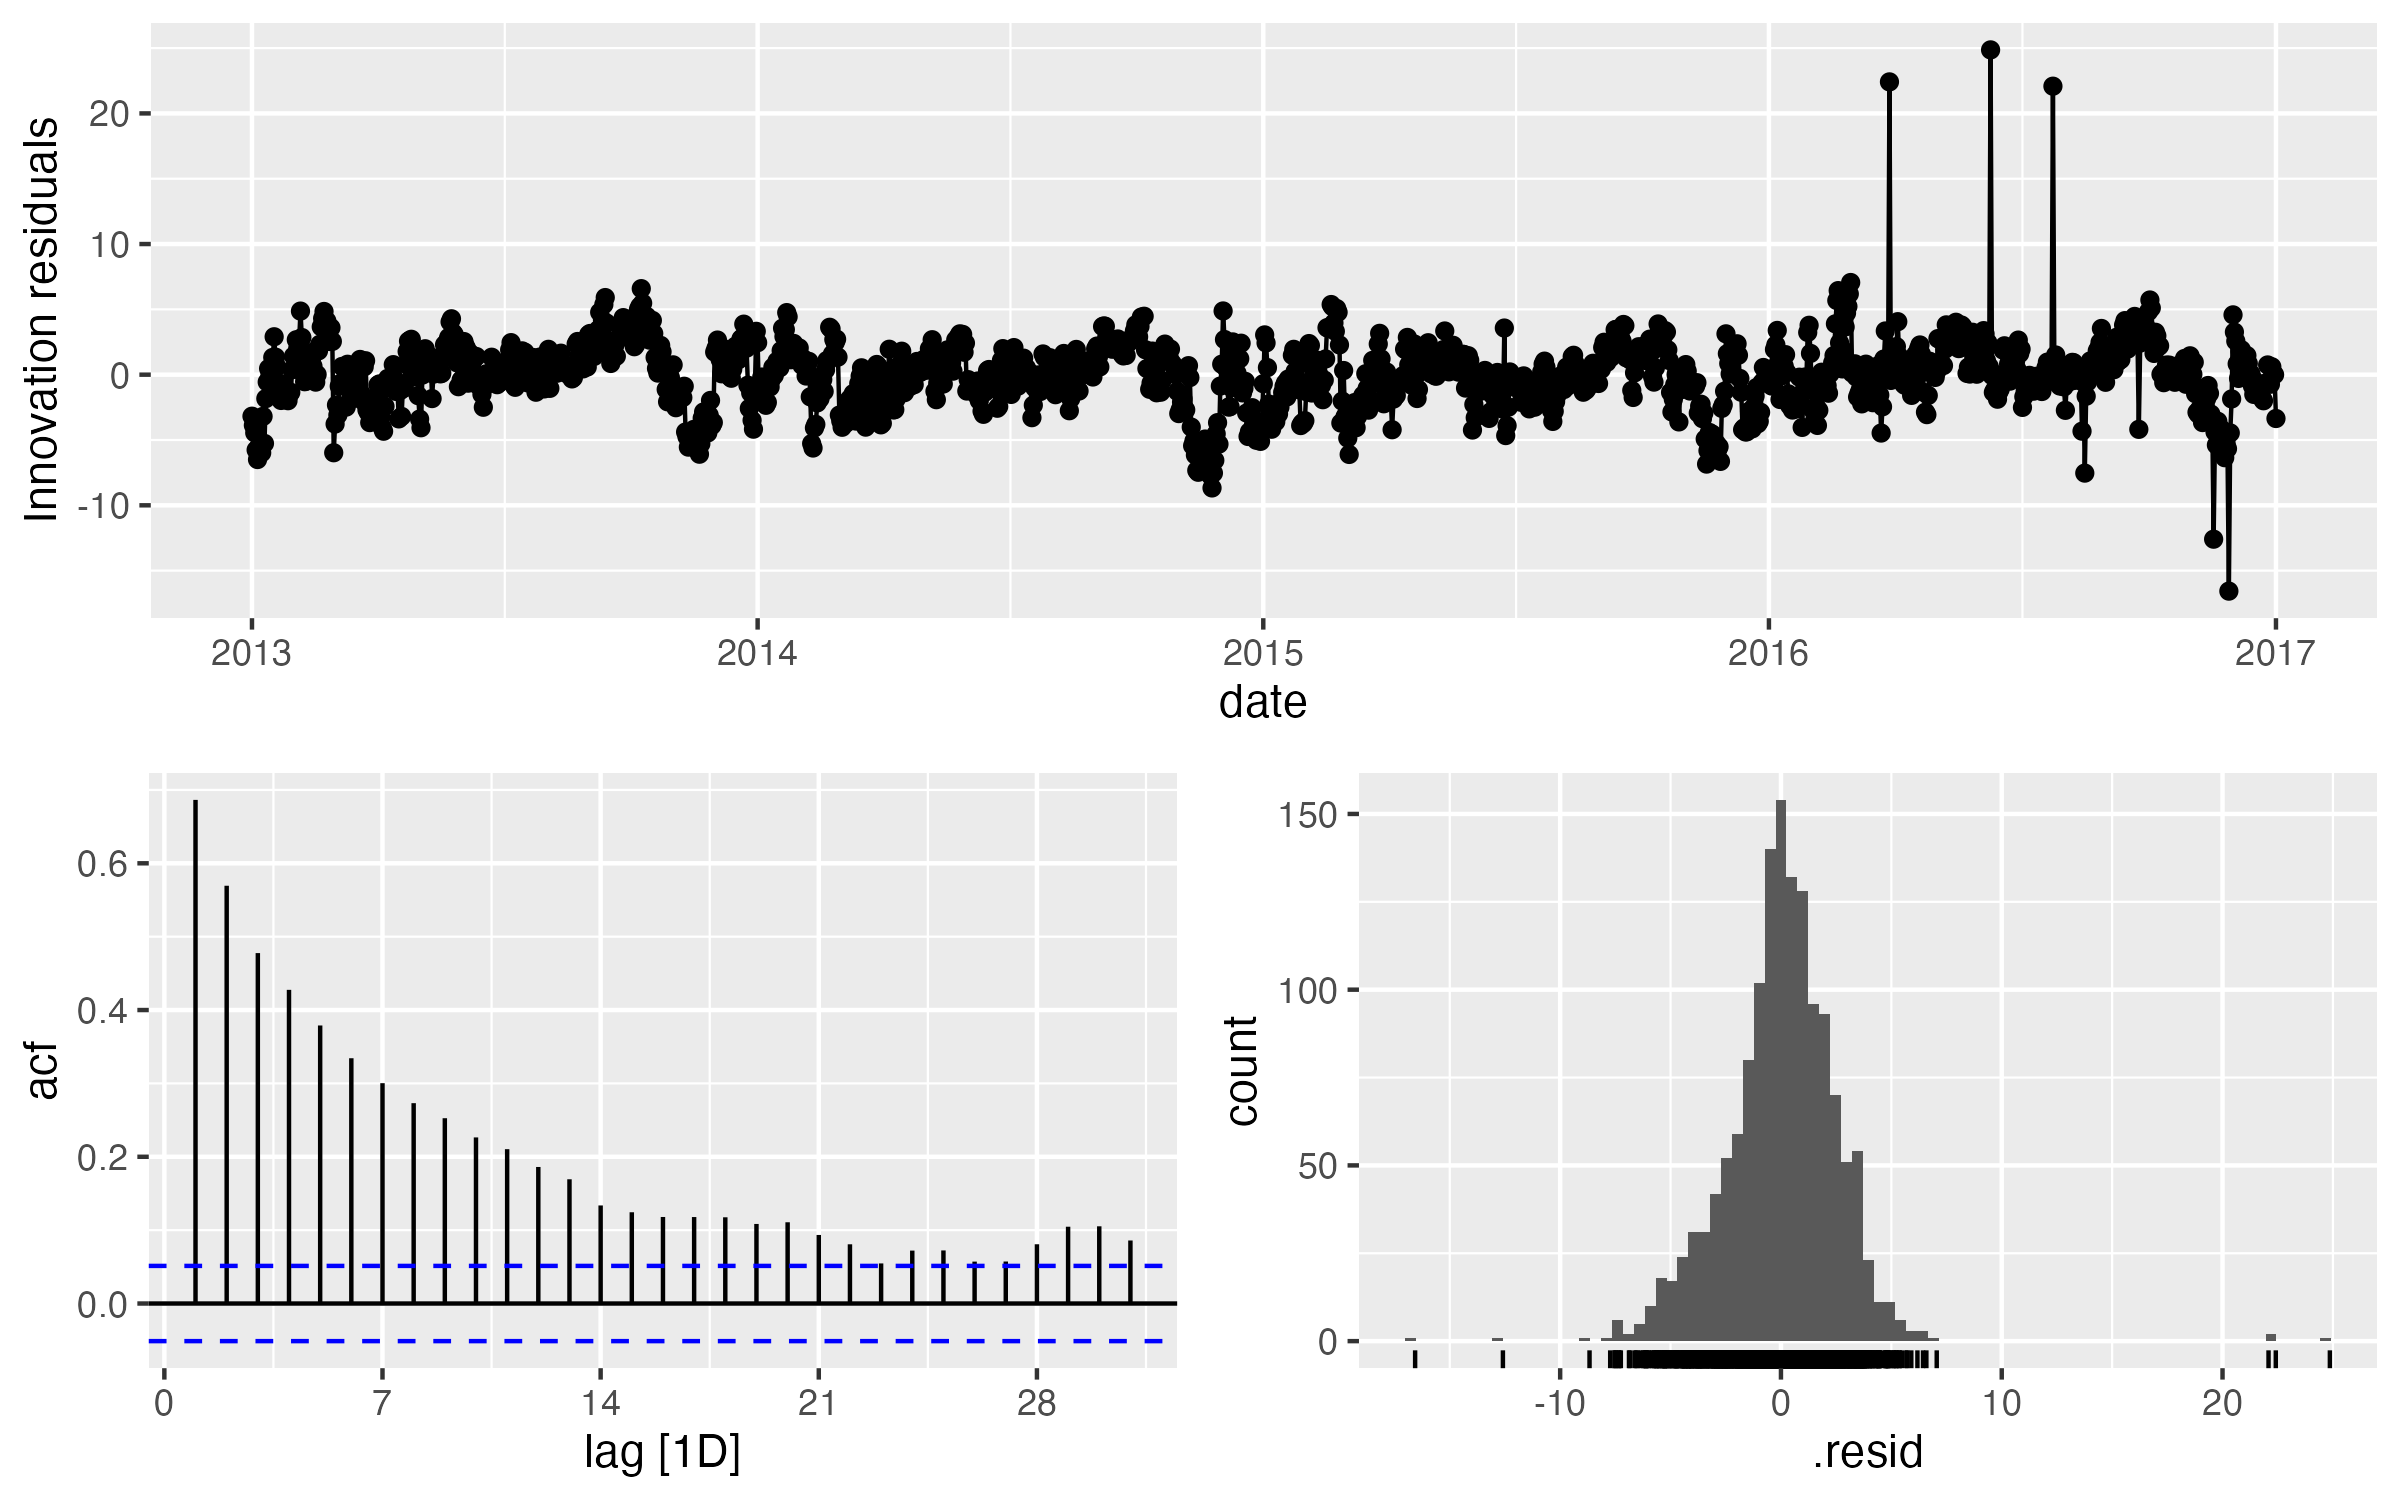 Innovation residuals
20
10
0
-10
2013 2014 2015 2016 2017
date
acf
0.6
0.4
0.2
0.0
0 7 14 21 28
lag [1D]
count
150
100
50
0
-10 0 10 20
.resid